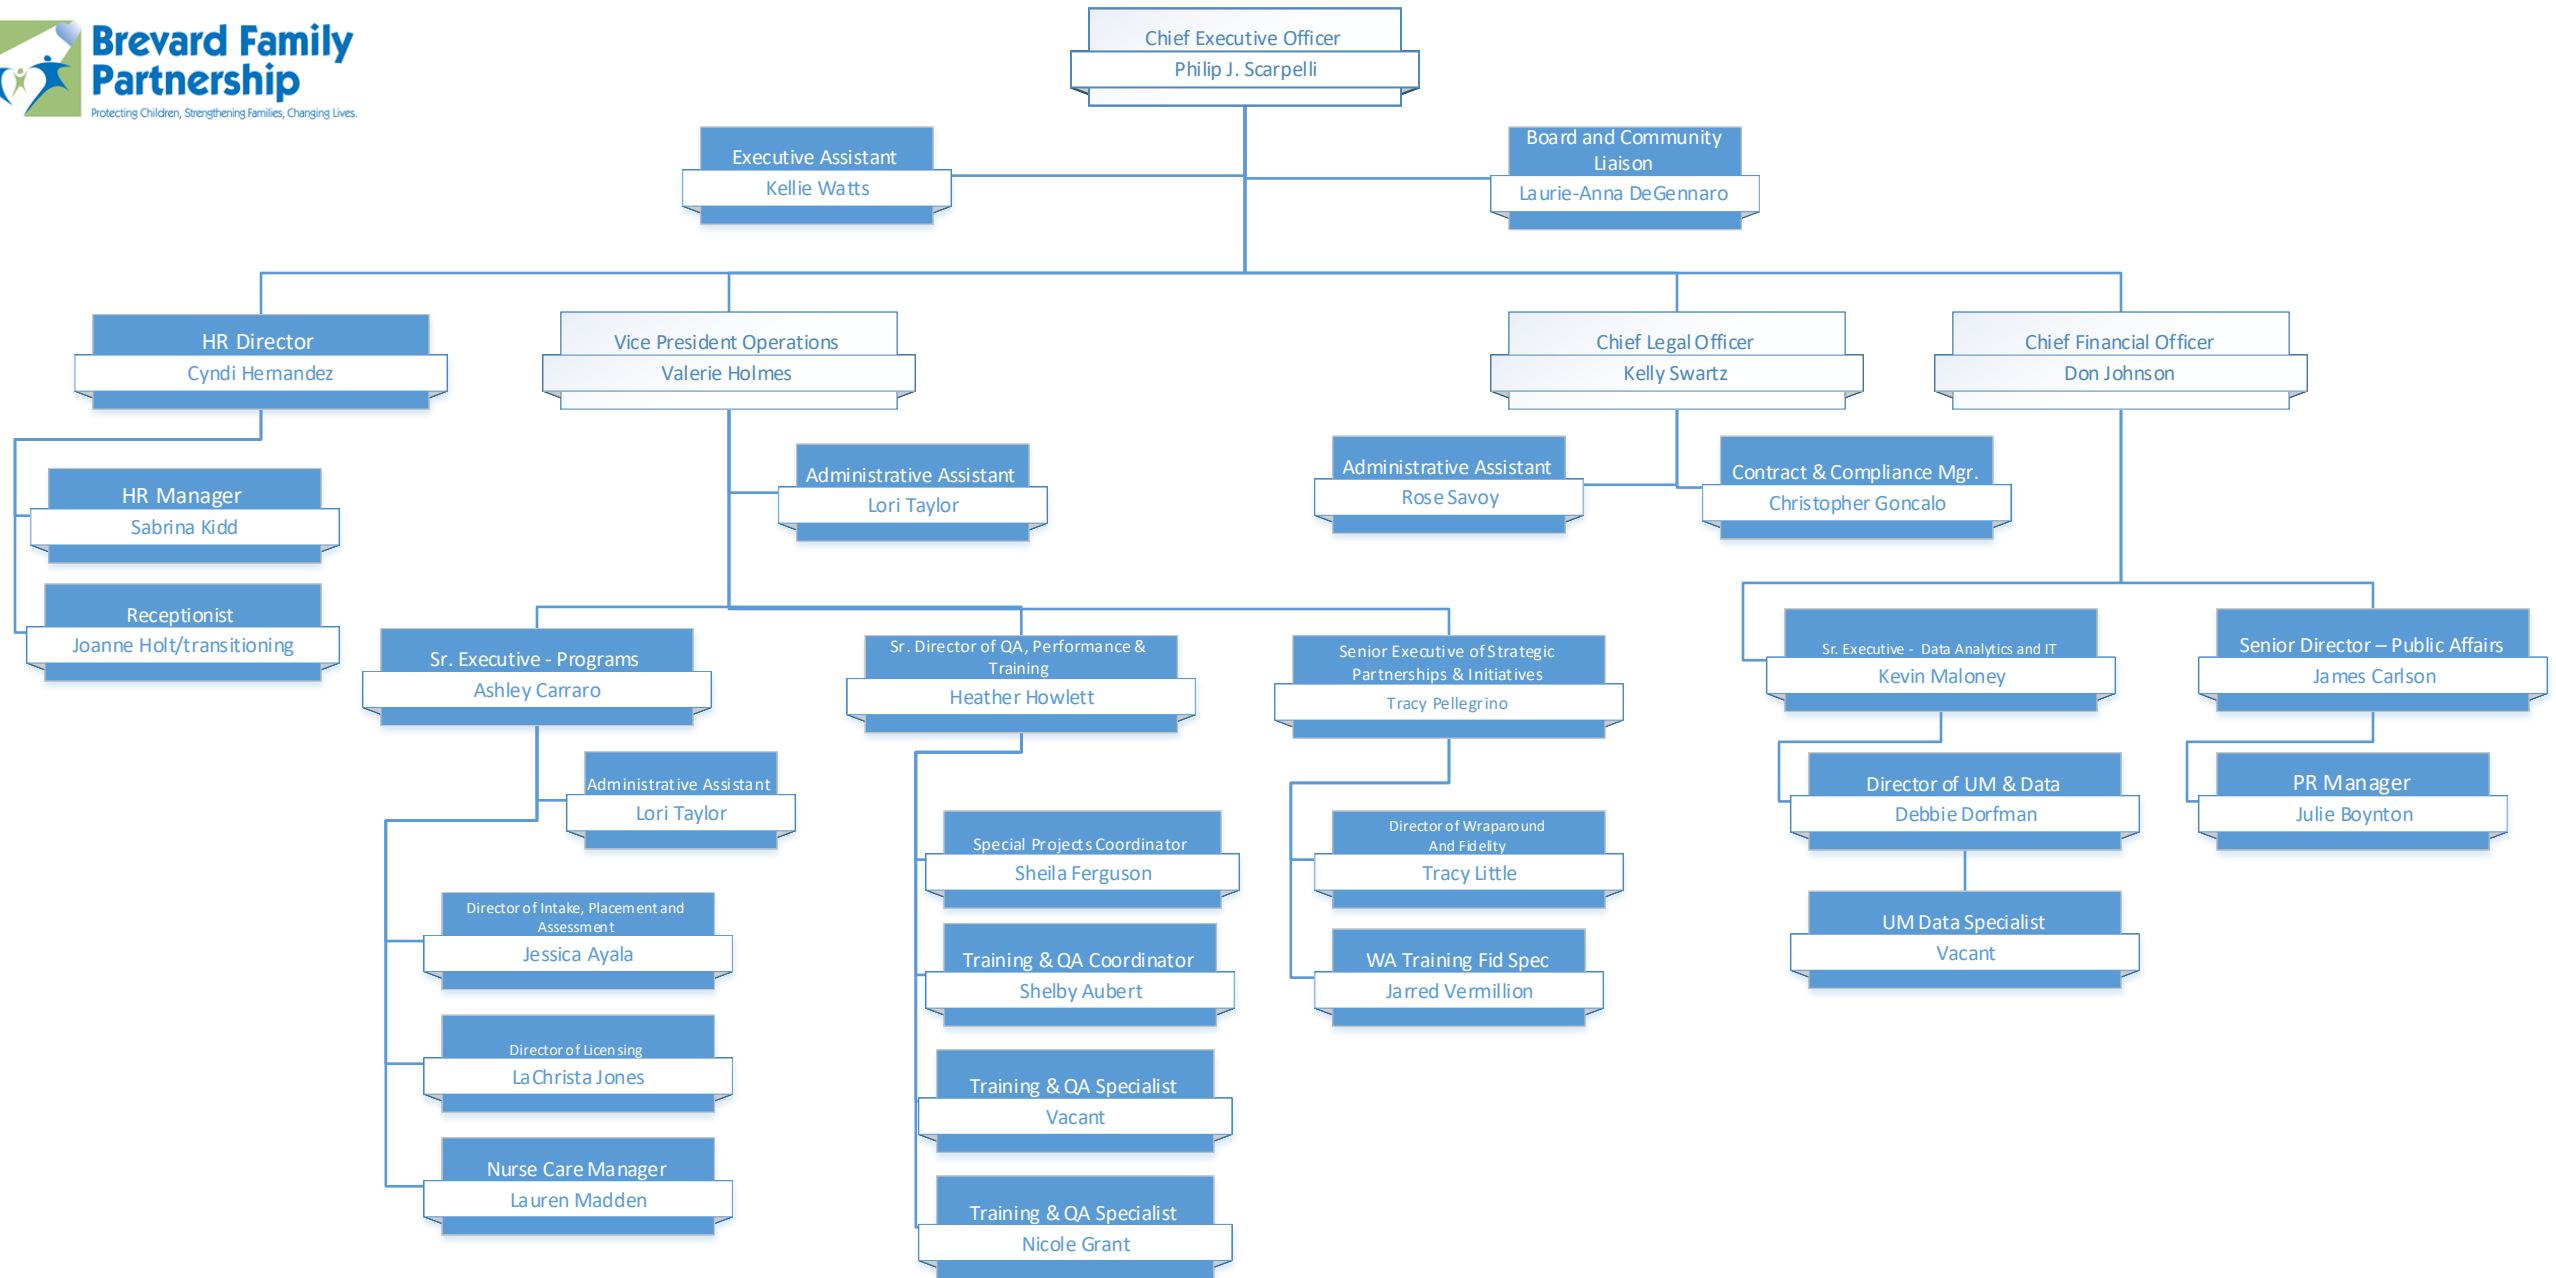 Brevard Family
Partnership
Protecting Children, Strengthening Families, Changing Lives.
Chief Executive Officer
Philip J. Scarpelli
Executive Assistant
Kellie Watts
Board and Community
Liaison
Laurie-Anna DeGennaro
HR Director
Cyndi Hernandez
Vice President Operations
Valerie Holmes
Chief Legal Officer
Kelly Swartz
Chief Financial Officer
Don Johnson
HR Manager
Sabrina Kidd
Receptionist
Joanne Holt/transitioning
Administrative Assistant
Lori Taylor
Administrative Assistant
Rose Savoy
Contract & Compliance Mgr.
Christopher Goncalo
Sr. Executive - Programs
Ashley Carraro
Sr. Director of QA, Performance &
Training
Heather Howlett
Senior Executive of Strategic
Partnerships & Initiatives
Tracy Pellegrino
Sr. Executive - Data Analytics and IT
Kevin Maloney
Senior Director – Public Affairs
James Carlson
Administrative Assistant
Lori Taylor
Director of Intake, Placement and
Assessment
Jessica Ayala
Director of Licensing
LaChrista Jones
Nurse Care Manager
Lauren Madden
Special Projects Coordinator
Sheila Ferguson
Training & QA Coordinator
Shelby Aubert
Training & QA Specialist
Vacant
Training & QA Specialist
Nicole Grant
Director of Wraparound
And Fidelity
Tracy Little
WA Training Fid Spec
Jarred Vermillion
Director of UM & Data
Debbie Dorfman
UM Data Specialist
Vacant
PR Manager
Julie Boynton